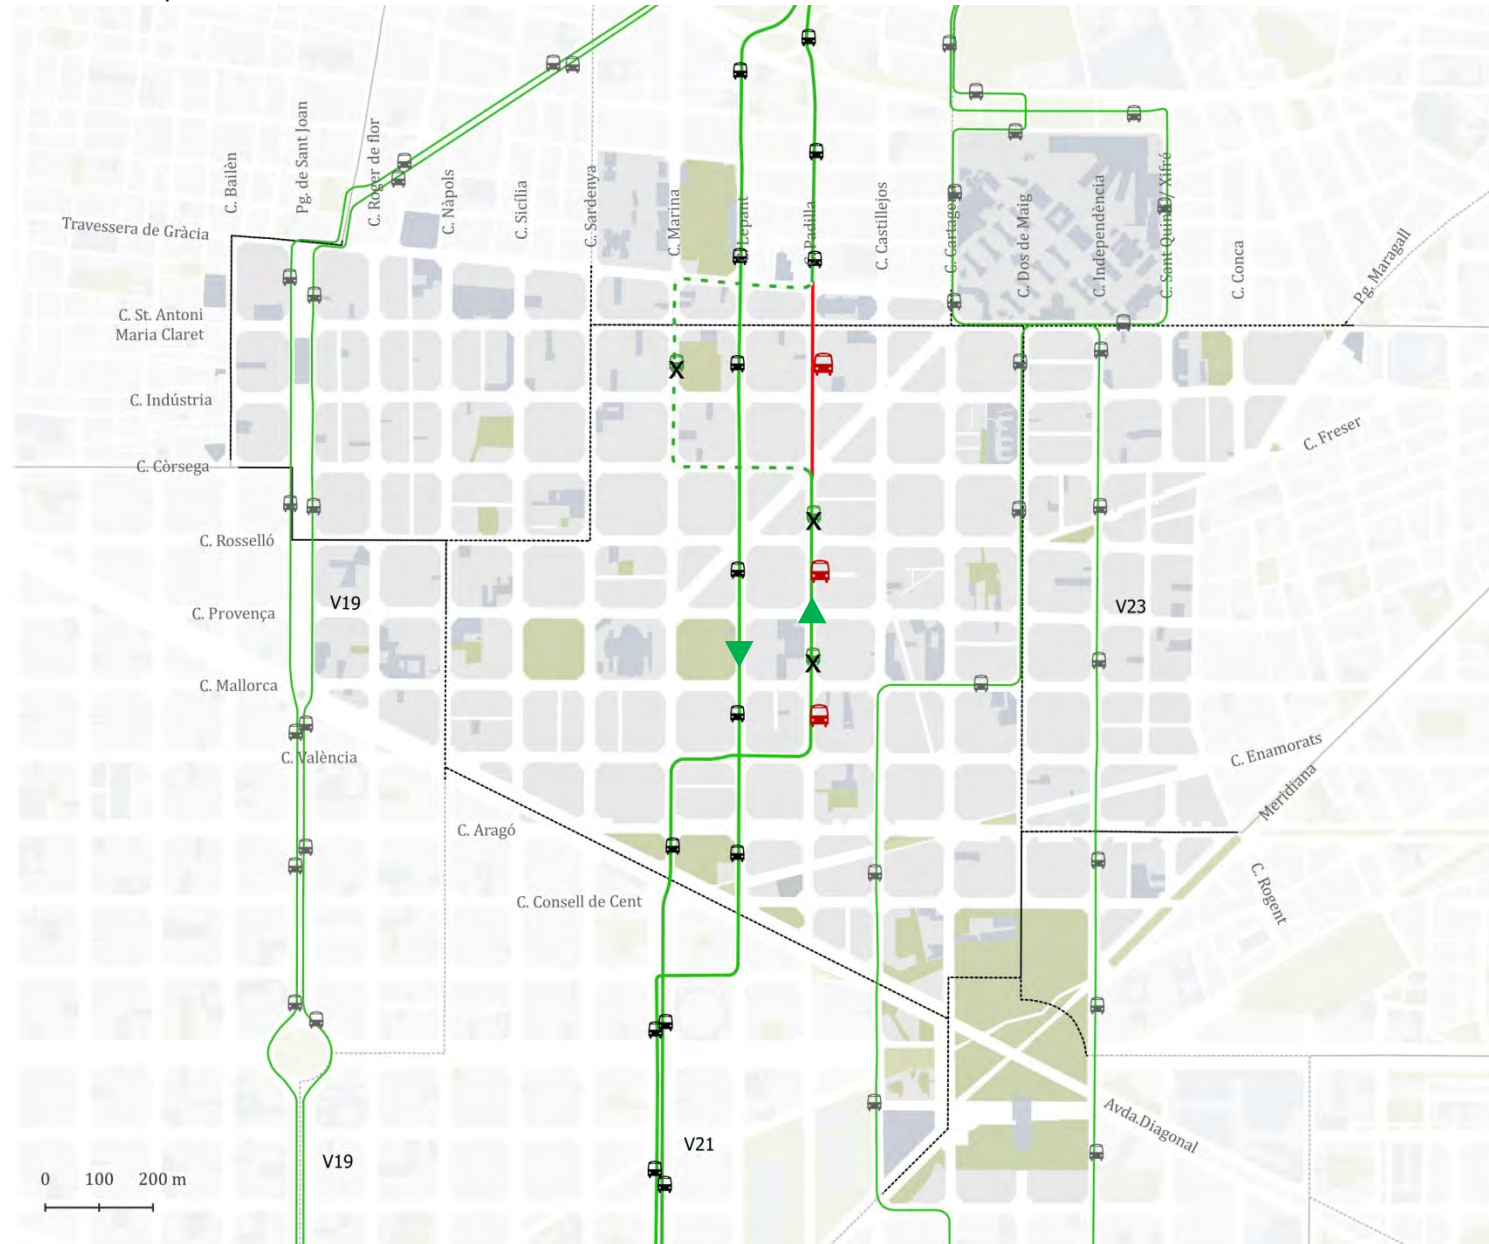 C. Bailèn
Pg. de Sant Joan
C. Roger de flor
C. Nàpols
C. Sicília
C. Sardenya
C. Marina
Lepant
Padilla
C. Castillejos
C. Cartagena
C. Dos de Maig
C. Independència
C. Sant Quintí / Xifré
C. Conca
Pg. Maragall
Travessera de Gràcia
C. St. Antoni
Maria Claret
C. Indústria
C. Freser
C. Còrsega
X
C. Rosselló
X
C. Provença
V19
V23
X
C. Mallorca
C. València
C. Enamorats
Meridiana
C. Aragó
C. Rogent
C. Consell de Cent
Avda.Diagonal
V21
V19
0 100 200 m